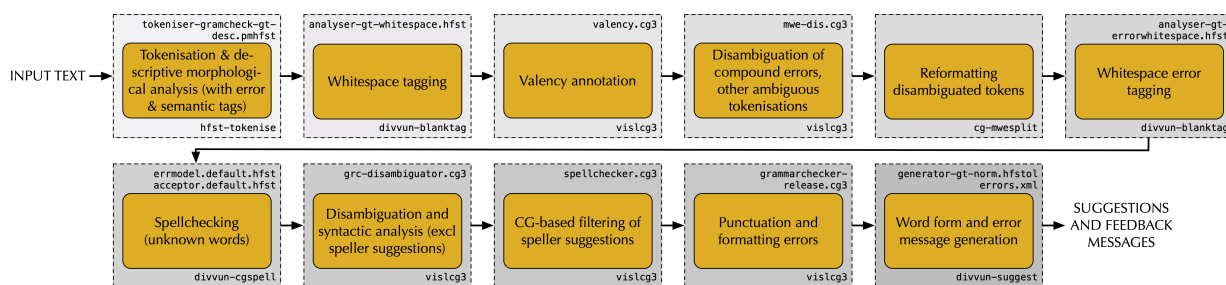 INPUT TEXT
tokeniser-gramcheck-gt-
desc.pmhfst
Tokenisation & de-
scriptive morphologi-
cal analysis (with error
& semantic tags)
hfst-tokenise
analyser-gt-whitespace.hfst
Whitespace tagging
divvun-blanktag
valency.cg3
Valency annotation
vislcg3
mwe-dis.cg3
Disambiguation of
compound errors,
other ambiguous
tokenisations
vislcg3
Reformatting
disambiguated tokens
cg-mwesplit
analyser-gt-
errorwhitespace.hfst
Whitespace error
tagging
divvun-blanktag
errmodel.default.hfst
acceptor.default.hfst
Spellchecking
(unknown words)
divvun-cgspell
grc-disambiguator.cg3
Disambiguation and
syntactic analysis (excl
speller suggestions)
vislcg3
spellchecker.cg3
CG-based filtering of
speller suggestions
vislcg3
grammarchecker-
release.cg3
Punctuation and
formatting errors
vislcg3
generator-gt-norm.hfstol
errors.xml
Word form and error
message generation
divvun-suggest
SUGGESTIONS
AND FEEDBACK
MESSAGES